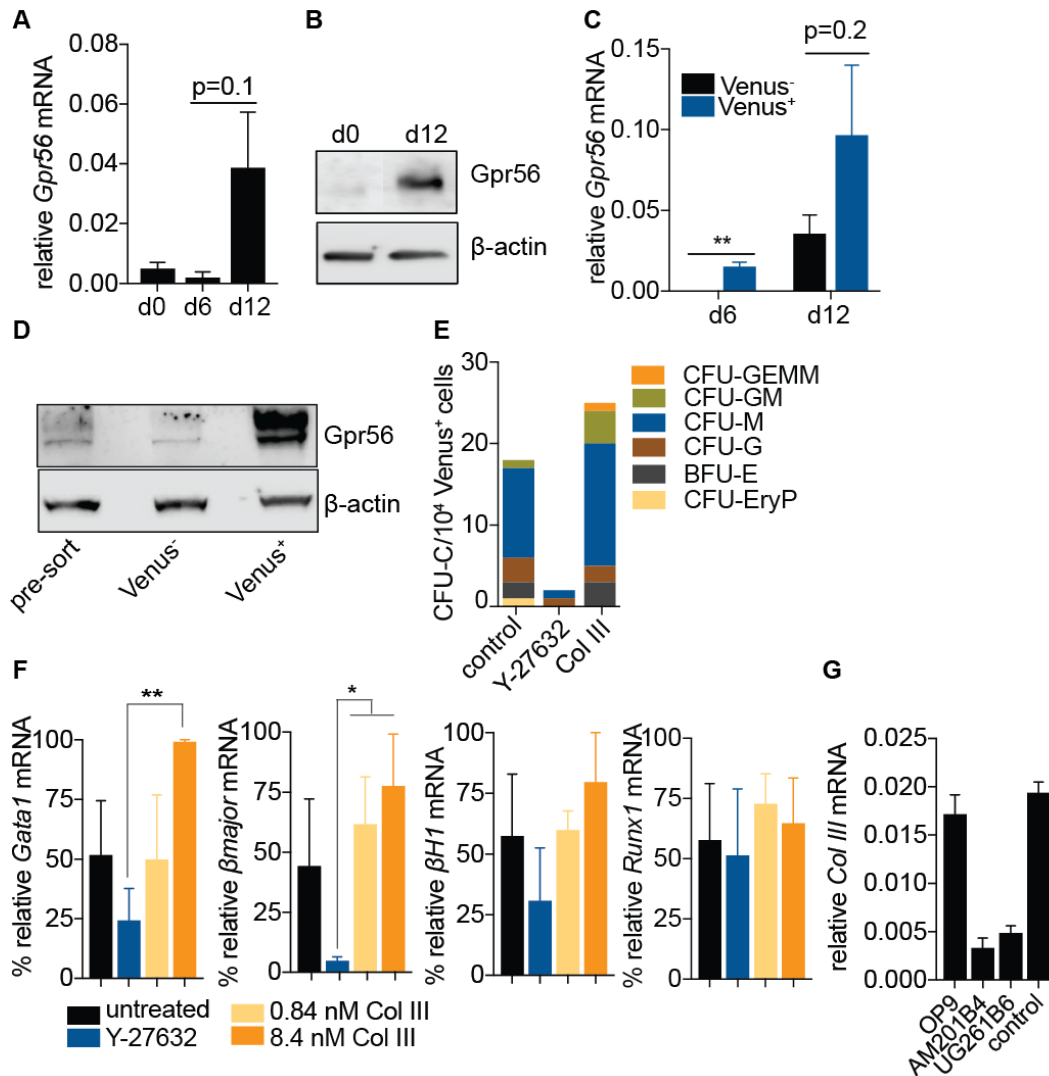 A
relative Gpr56 mRNA
0.08
0.06
0.04
0.02
0.00
p=0.1
d0 d6 d12
B
d0 d12
Gpr56
β-actin
C
relative Gpr56 mRNA
0.15
0.10
0.05
0.00
p=0.2
Venus-
Venus+
**
d6 d12
D
Gpr56
β-actin
pre-sort Venus- Venus+
E
CFU-C/10⁴ Venus+ cells
30
20
10
0
control Y-27632 Col III
CFU-GEMM
CFU-GM
CFU-M
CFU-G
BFU-E
CFU-EryP
F
% relative Gata1 mRNA
100
75
50
25
0
**
% relative βmajor mRNA
100
75
50
25
0
*
% relative βH1 mRNA
100
50
0
% relative Runx1 mRNA
100
75
50
25
0
untreated
Y-27632
0.84 nM Col III
8.4 nM Col III
G
relative Col III mRNA
0.025
0.020
0.015
0.010
0.005
0.000
OP9 AM201B4 UG261B6 control